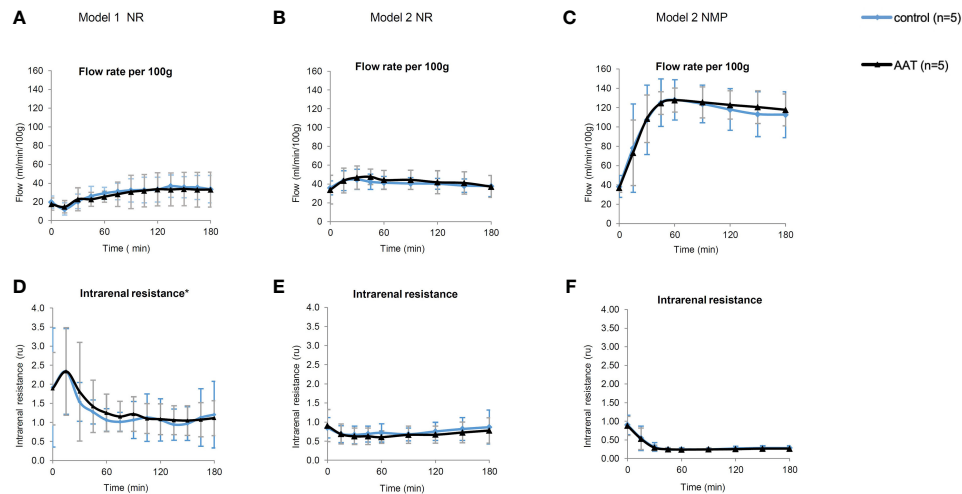 A Model 1 NR
Flow rate per 100g
160
140
120
100
80
60
40
20
0
Flow (ml/min/100g)
0 60 120 180
Time ( min)
B Model 2 NR
Flow rate per 100g
160
140
120
100
80
60
40
20
0
Flow (ml/min/100g)
0 60 120 180
Time (min)
C Model 2 NMP
Flow rate per 100g
160
140
120
100
80
60
40
20
0
Flow (ml/min/100g)
0 60 120 180
Time (min)
control (n=5)
AAT (n=5)
D
Intrarenal resistance*
4.0
3.5
3.0
2.5
2.0
1.5
1.0
0.5
0.0
Intrarenal resistance (ru)
0 60 120 180
Time (min)
E
Intrarenal resistance
4.0
3.5
3.0
2.5
2.0
1.5
1.0
0.5
0.0
Intrarenal resistance (ru)
0 60 120 180
Time (min)
F
Intrarenal resistance
4.00
3.50
3.00
2.50
2.00
1.50
1.00
0.50
0.00
Intrarenal resistance (ru)
0 60 120 180
Time (min)